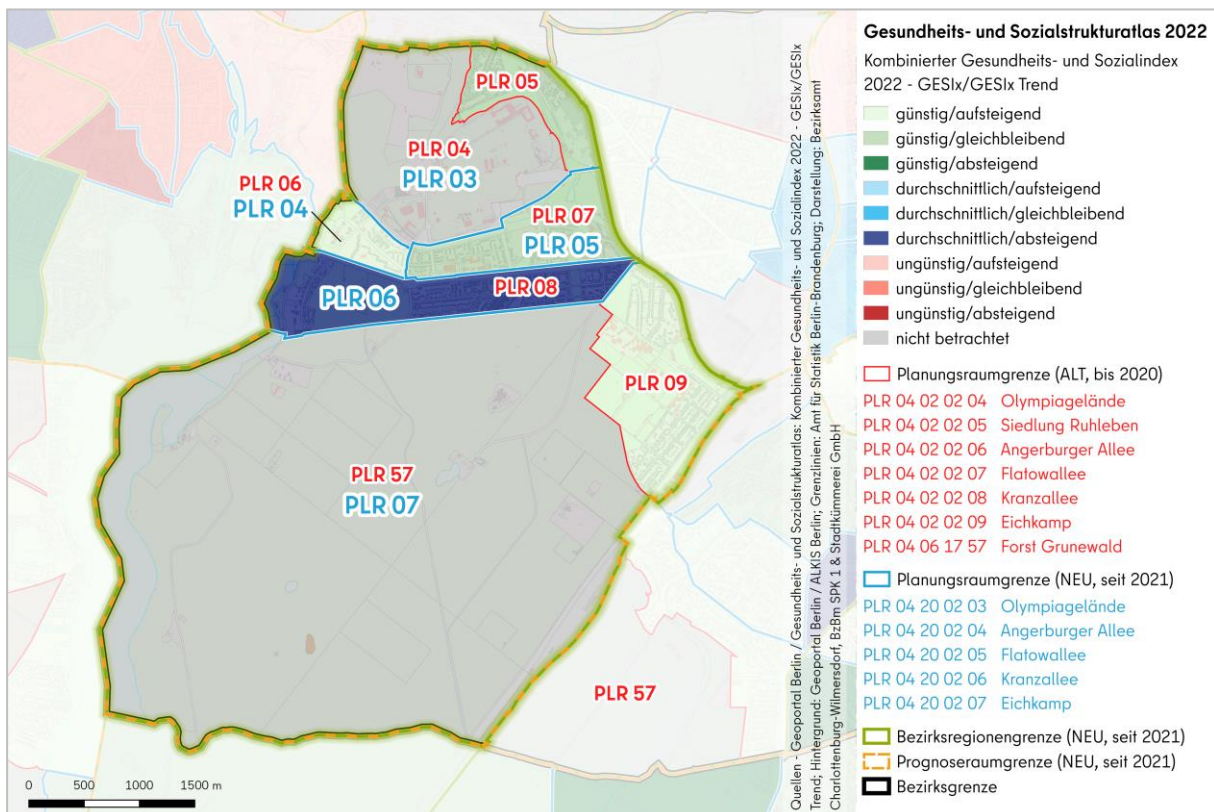 PLR 05
PLR 04
PLR 03
PLR 06
PLR 04
PLR 07
PLR 05
PLR 06
PLR 08
PLR 09
PLR 57
PLR 07
PLR 57
0 500 1000 1500 m
Quellen - Geoportal Berlin / Gesundheits- und Sozialstrukturatlas: Kombinierter Gesundheits- und Sozialindex 2022 - GESIx/GESIx
Trend; Hintergrund: Geoportal Berlin / ALKIS Berlin; Grenzlinien: Amt für Statistik Berlin-Brandenburg; Darstellung: Bezirksamt
Charlottenburg-Wilmersdorf, BzBm SPK 1 & Stadtkümmerei GmbH
Gesundheits- und Sozialstrukturatlas 2022
Kombinierter Gesundheits- und Sozialindex
2022 - GESIx/GESIx Trend
günstig/aufsteigend
günstig/gleichbleibend
günstig/absteigend
durchschnittlich/aufsteigend
durchschnittlich/gleichbleibend
durchschnittlich/absteigend
ungünstig/aufsteigend
ungünstig/gleichbleibend
ungünstig/absteigend
nicht betrachtet
Planungsraumgrenze (ALT, bis 2020)
PLR 04 02 02 04 Olympiagelände
PLR 04 02 02 05 Siedlung Ruhleben
PLR 04 02 02 06 Angerburger Allee
PLR 04 02 02 07 Flatowallee
PLR 04 02 02 08 Kranzallee
PLR 04 02 02 09 Eichkamp
PLR 04 06 17 57 Forst Grunewald
Planungsraumgrenze (NEU, seit 2021)
PLR 04 20 02 03 Olympiagelände
PLR 04 20 02 04 Angerburger Allee
PLR 04 20 02 05 Flatowallee
PLR 04 20 02 06 Kranzallee
PLR 04 20 02 07 Eichkamp
Bezirksregionengrenze (NEU, seit 2021)
Prognoseraumgrenze (NEU, seit 2021)
Bezirksgrenze